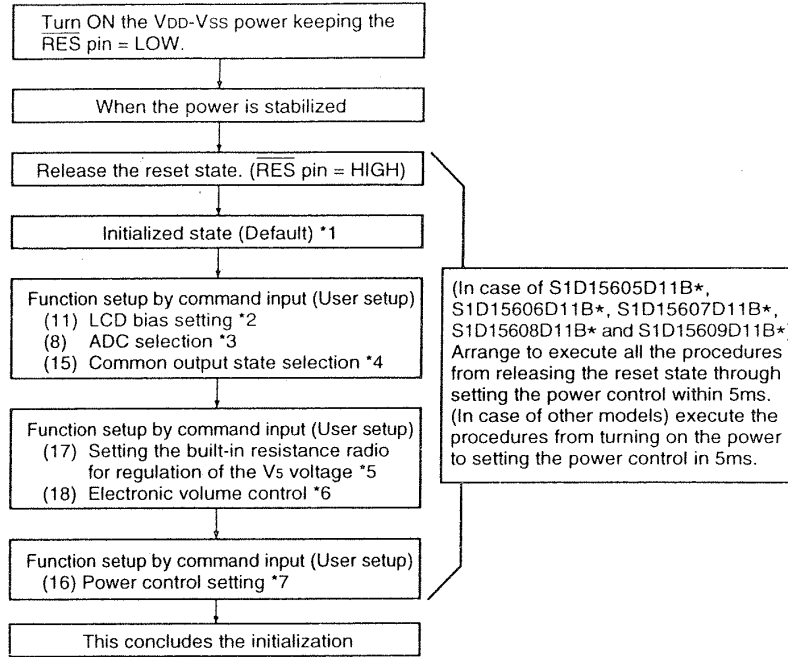 Turn ON the VDD-VSS power keeping the
RES pin = LOW.
When the power is stabilized
Release the reset state. (RES pin = HIGH)
Initialized state (Default) *1
Function setup by command input (User setup)
(11) LCD bias setting *2
(8) ADC selection *3
(15) Common output state selection *4
Function setup by command input (User setup)
(17) Setting the built-in resistance radio
for regulation of the V5 voltage *5
(18) Electronic volume control *6
Function setup by command input (User setup)
(16) Power control setting *7
This concludes the initialization
(In case of S1D15605D11B*,
S1D15606D11B*, S1D15607D11B*,
S1D15608D11B* and S1D15609D11B*)
Arrange to execute all the procedures
from releasing the reset state through
setting the power control within 5ms.
(In case of other models) execute the
procedures from turning on the power
to setting the power control in 5ms.